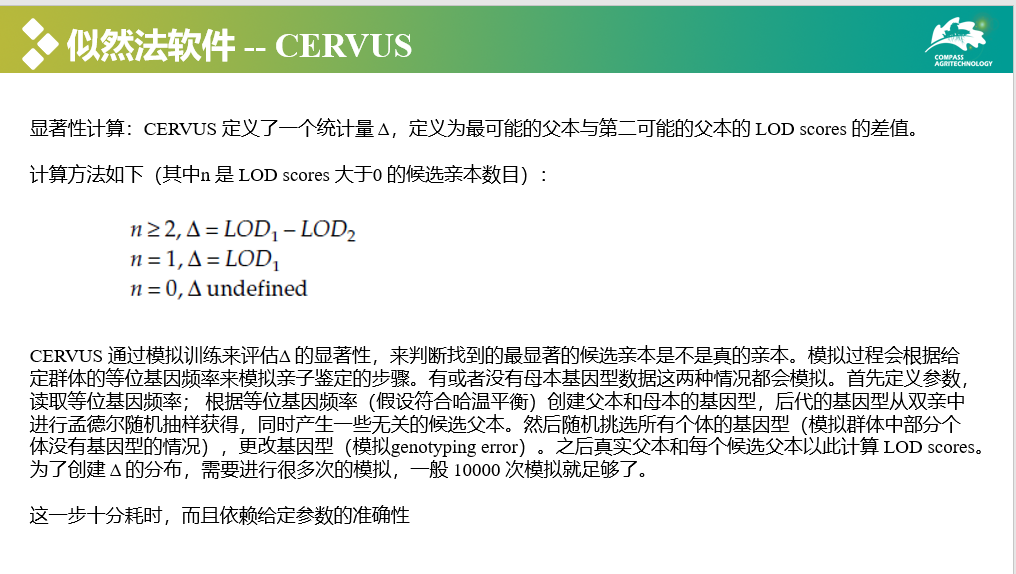 似然法软件 -- CERVUS
COMPASS
AGRITECHNOLOGY
显著性计算：CERVUS 定义了一个统计量 Δ，定义为最可能的父本与第二可能的父本的 LOD scores 的差值。
计算方法如下（其中n 是 LOD scores 大于0 的候选亲本数目）：
n ≥ 2, Δ = LOD₁ – LOD₂
n = 1, Δ = LOD₁
n = 0, Δ undefined
CERVUS 通过模拟训练来评估Δ 的显著性，来判断找到的最显著的候选亲本是不是真的亲本。模拟过程会根据给
定群体的等位基因频率来模拟亲子鉴定的步骤。有或者没有母本基因型数据这两种情况都会模拟。首先定义参数，
读取等位基因频率； 根据等位基因频率（假设符合哈温平衡）创建父本和母本的基因型，后代的基因型从双亲中
进行孟德尔随机抽样获得，同时产生一些无关的候选父本。然后随机挑选所有个体的基因型（模拟群体中部分个
体没有基因型的情况），更改基因型（模拟genotyping error）。之后真实父本和每个候选父本以此计算 LOD scores。
为了创建 Δ 的分布，需要进行很多次的模拟，一般 10000 次模拟就足够了。
这一步十分耗时，而且依赖给定参数的准确性